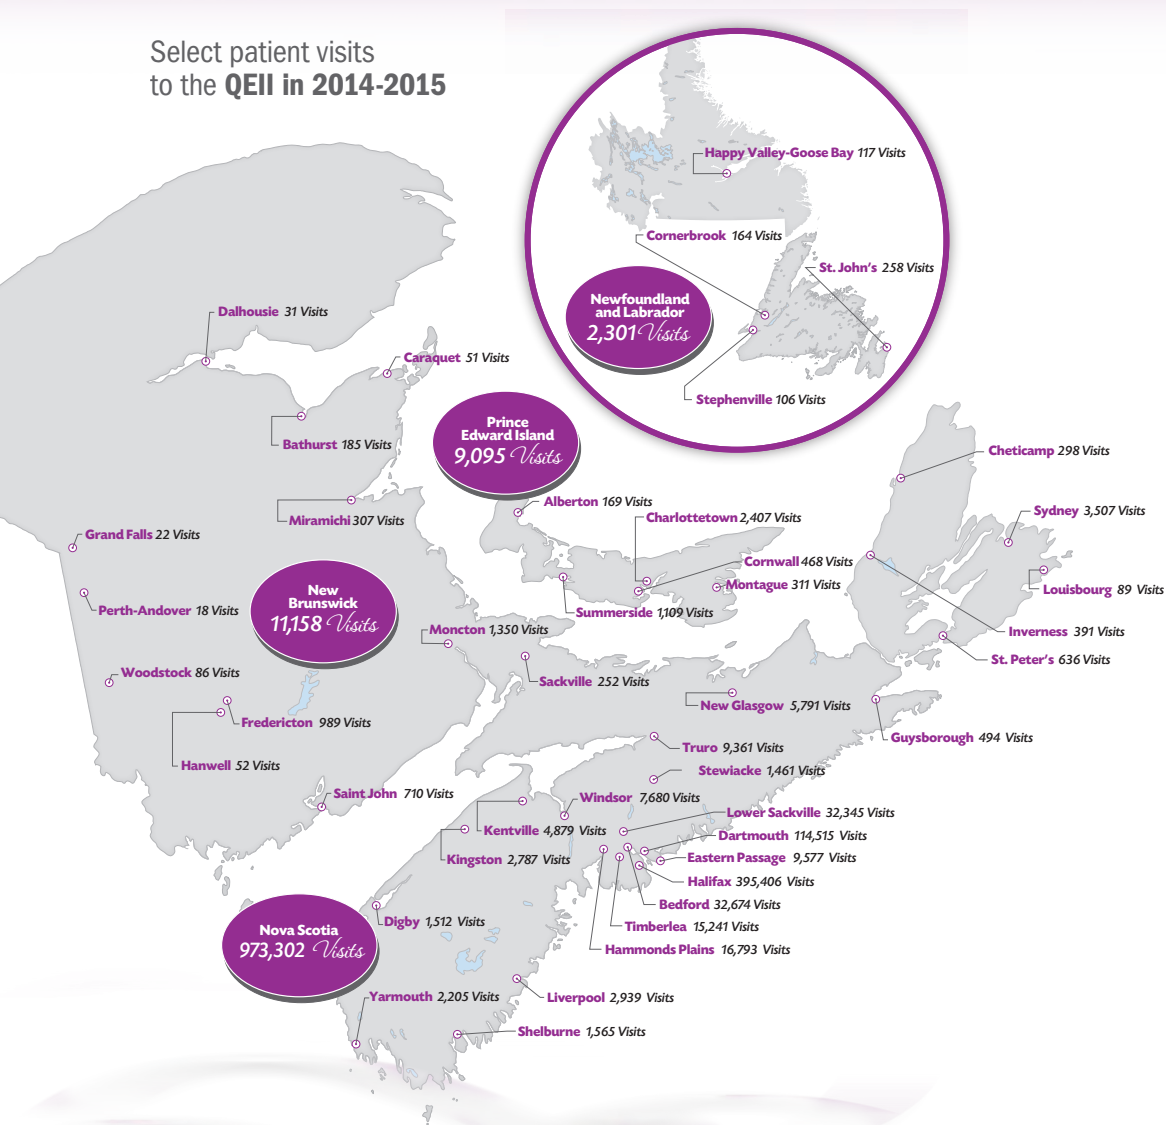 Select patient visits
to the QEII in 2014-2015
Happy Valley-Goose Bay 117 Visits
Cornerbrook 164 Visits
St. John's 258 Visits
Newfoundland
and Labrador
2,301 Visits
Stephenville 106 Visits
Dalhousie 31 Visits
Caraquet 51 Visits
Bathurst 185 Visits
Miramichi 307 Visits
Grand Falls 22 Visits
Perth-Andover 18 Visits
New
Brunswick
11,158 Visits
Woodstock 86 Visits
Fredericton 989 Visits
Hanwell 52 Visits
Saint John 710 Visits
Moncton 1,350 Visits
Sackville 252 Visits
Prince
Edward Island
9,095 Visits
Alberton 169 Visits
Charlottetown 2,407 Visits
Cornwall 468 Visits
Montague 311 Visits
Summerside 1,109 Visits
Cheticamp 298 Visits
Sydney 3,507 Visits
Louisbourg 89 Visits
Inverness 391 Visits
St. Peter's 636 Visits
New Glasgow 5,791 Visits
Guysborough 494 Visits
Truro 9,361 Visits
Stewiacke 1,461 Visits
Windsor 7,680 Visits
Lower Sackville 32,345 Visits
Kentville 4,879 Visits
Dartmouth 114,515 Visits
Kingston 2,787 Visits
Eastern Passage 9,577 Visits
Halifax 395,406 Visits
Bedford 32,674 Visits
Timberlea 15,241 Visits
Hammonds Plains 16,793 Visits
Digby 1,512 Visits
Nova Scotia
973,302 Visits
Yarmouth 2,205 Visits
Liverpool 2,939 Visits
Shelburne 1,565 Visits